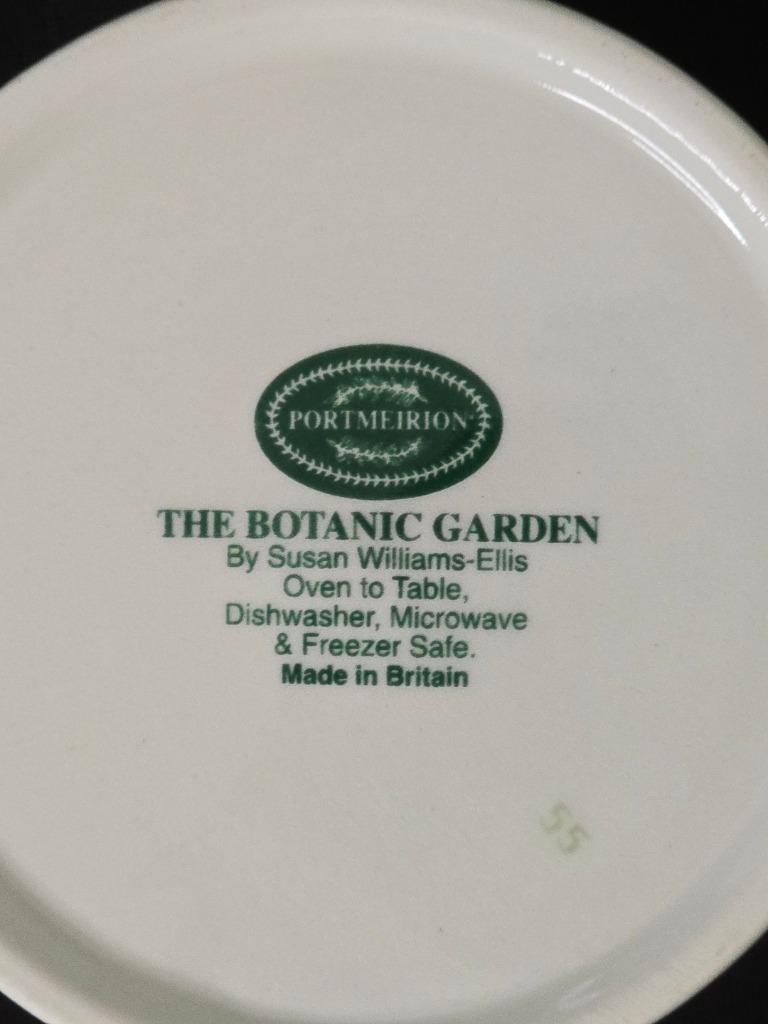 PORTMEIRION
THE BOTANIC GARDEN
By Susan Williams-Ellis
Oven to Table,
Dishwasher, Microwave
& Freezer Safe.
Made in Britain
55